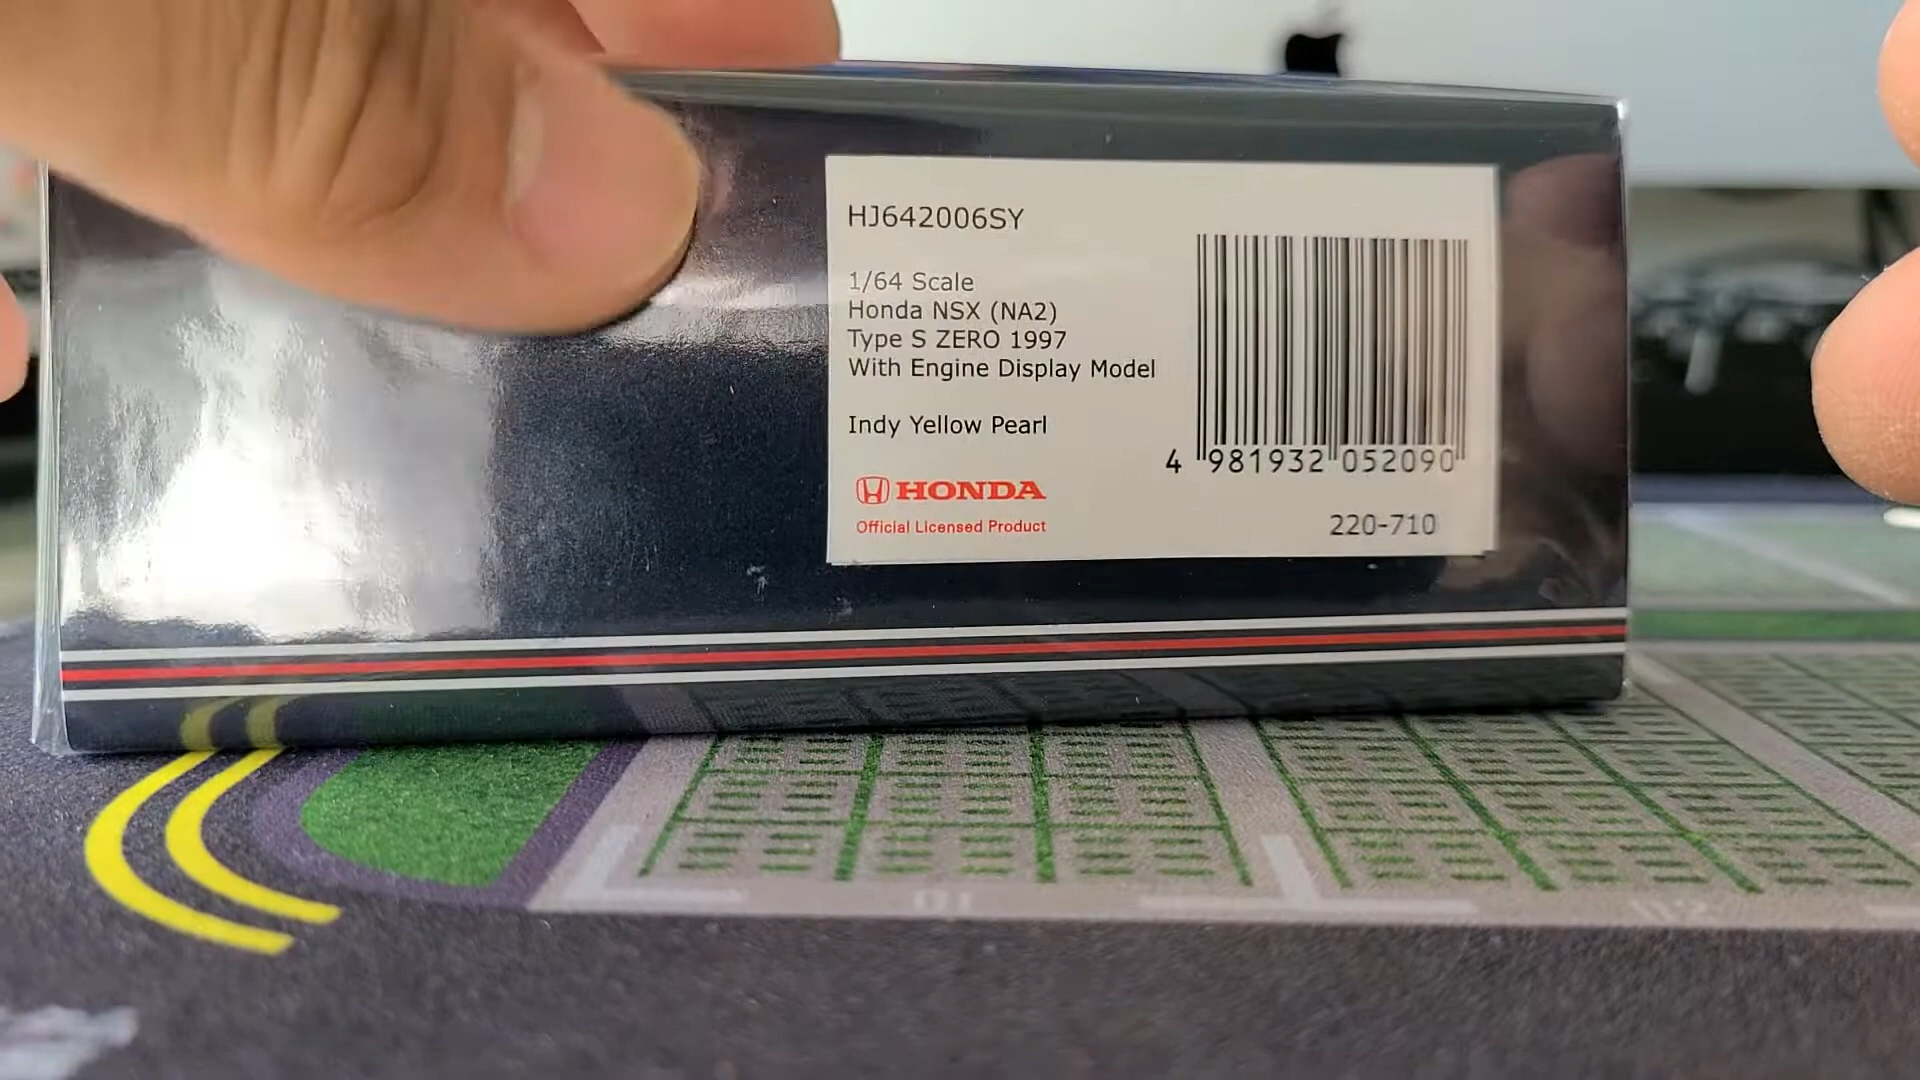 HJ642006SY
1/64 Scale
Honda NSX (NA2)
Type S ZERO 1997
With Engine Display Model
Indy Yellow Pearl
HONDA
Official Licensed Product
4 981932 052090
220-710